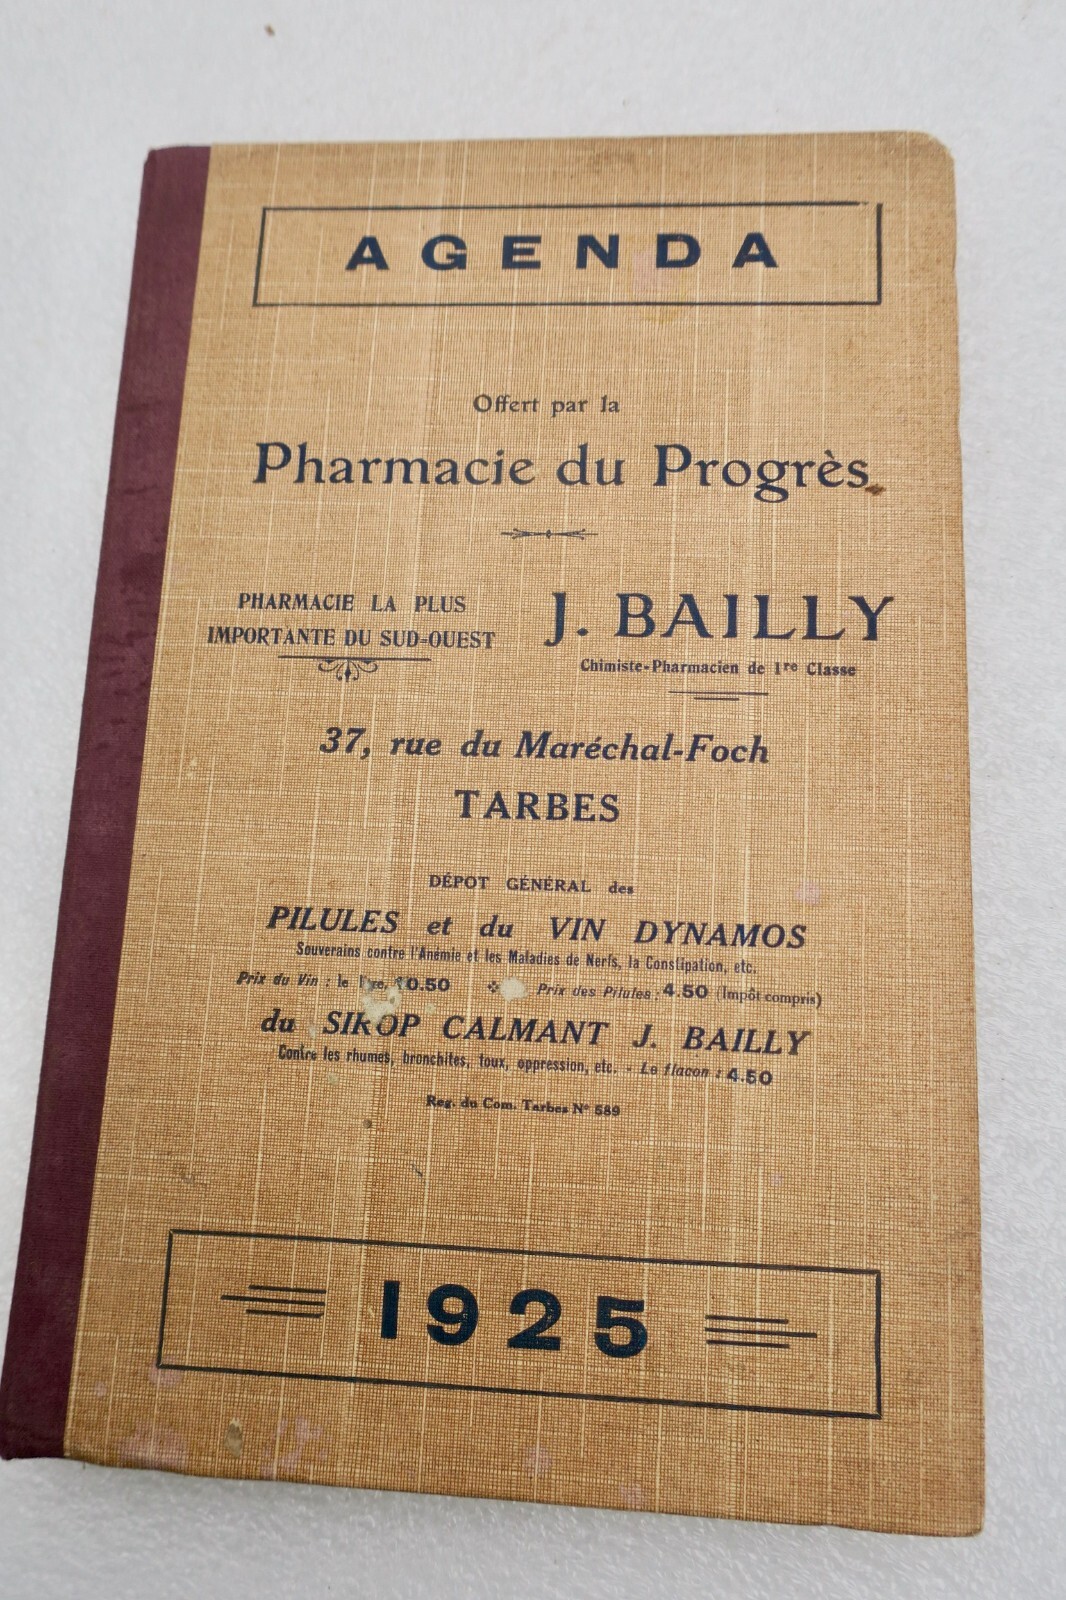 AGENDA
Offert par la
Pharmacie du Progrès
PHARMACIE LA PLUS
IMPORTANTE DU SUD-OUEST
J. BAILLY
Chimiste-Pharmacien de 1re Classe
37, rue du Maréchal-Foch
TARBES
DÉPOT GÉNÉRAL des
PILULES et du VIN DYNAMOS
Souverains contre l'Anémie et les Maladies de Nerfs, la Constipation, etc.
Prix du Vin : le 0.50 Prix des Pilules : 4.50 (Impôt compris)
du SIROP CALMANT J. BAILLY
Contre les rhumes, bronchites, toux, oppression, etc. - Le flacon : 4.50
Reg. du Com. Tarbes N° 589
1925